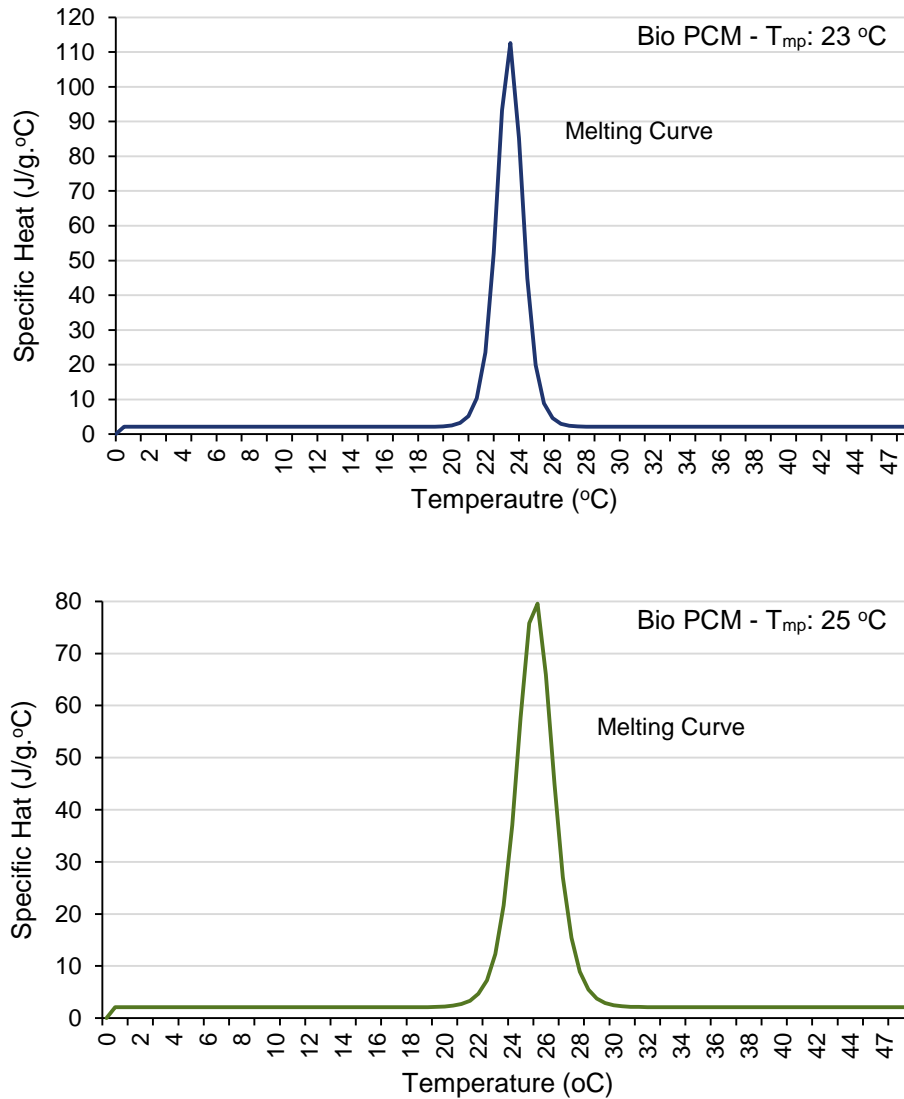 Bio PCM - Tmp: 23 oC
Melting Curve
Specific Heat (J/g.oC)
120
110
100
90
80
70
60
50
40
30
20
10
0
0 2 4 6 8 10 12 14 16 18 20 22 24 26 28 30 32 34 36 38 40 42 44 47
Temperautre (oC)
Bio PCM - Tmp: 25 oC
Melting Curve
Specific Hat (J/g.oC)
80
70
60
50
40
30
20
10
0
0 2 4 6 8 10 12 14 16 18 20 22 24 26 28 30 32 34 36 38 40 42 44 47
Temperature (oC)